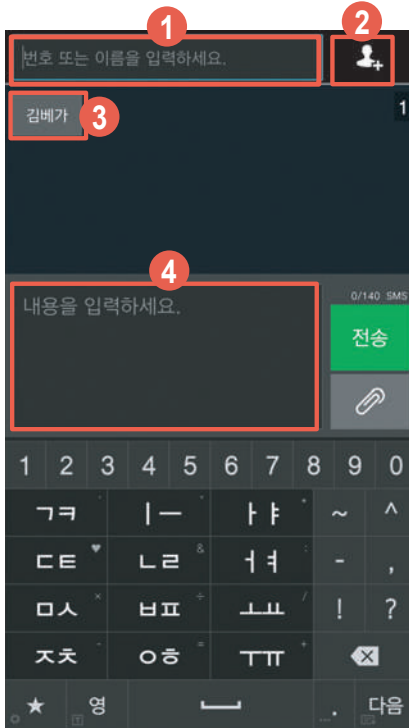 1 2
번호 또는 이름을 입력하세요.
김베가 3 1
4
내용을 입력하세요. 0/140 SMS
전송
1 2 3 4 5 6 7 8 9 0
ㄱㅋ ㅣㅡ ㅏㅑ ~ ^
ㄷㅌ ♥ ㄴㄹ & ㅓㅕ : - ,
ㅁㅅ × ㅂㅍ ÷ ㅗㅛ / ! ?
ㅈㅊ - ㅇㅎ = ㅜㅠ +
★ 영 . 다음